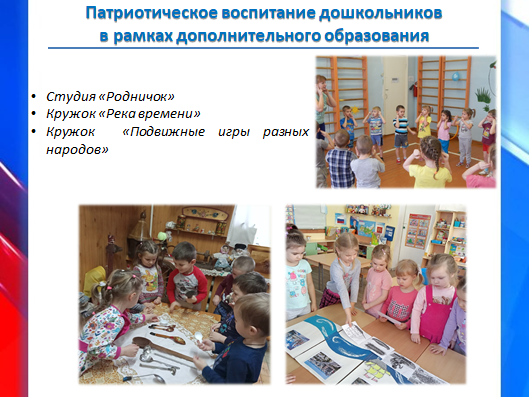 Патриотическое воспитание дошкольников
в рамках дополнительного образования
• Студия «Родничок»
• Кружок «Река времени»
• Кружок «Подвижные игры разных
народов»